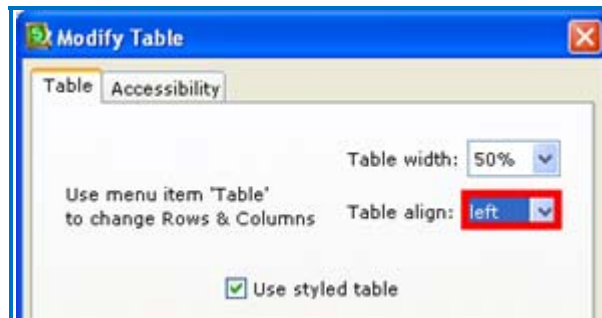 Modify Table
Table Accessibility
Table width: 50%
Use menu item 'Table'
to change Rows & Columns
Table align: left
Use styled table